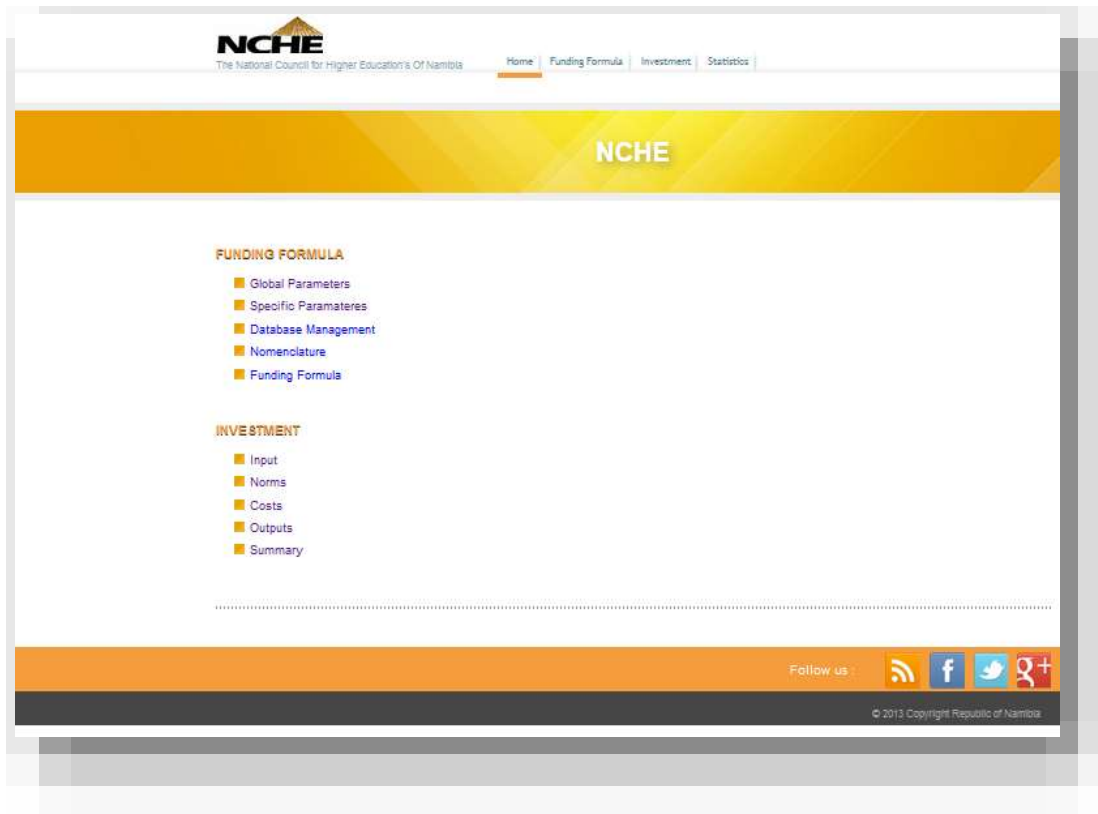 NCHE
The National Council for Higher Education's Of Namibia
Home Funding Formula Investment Statistics
NCHE
FUNDING FORMULA
Global Parameters
Specific Paramateres
Database Management
Nomenclature
Funding Formula
INVESTMENT
Input
Norms
Costs
Outputs
Summary
Follow us :
f g+
© 2013 Copyright Republic of Namibia